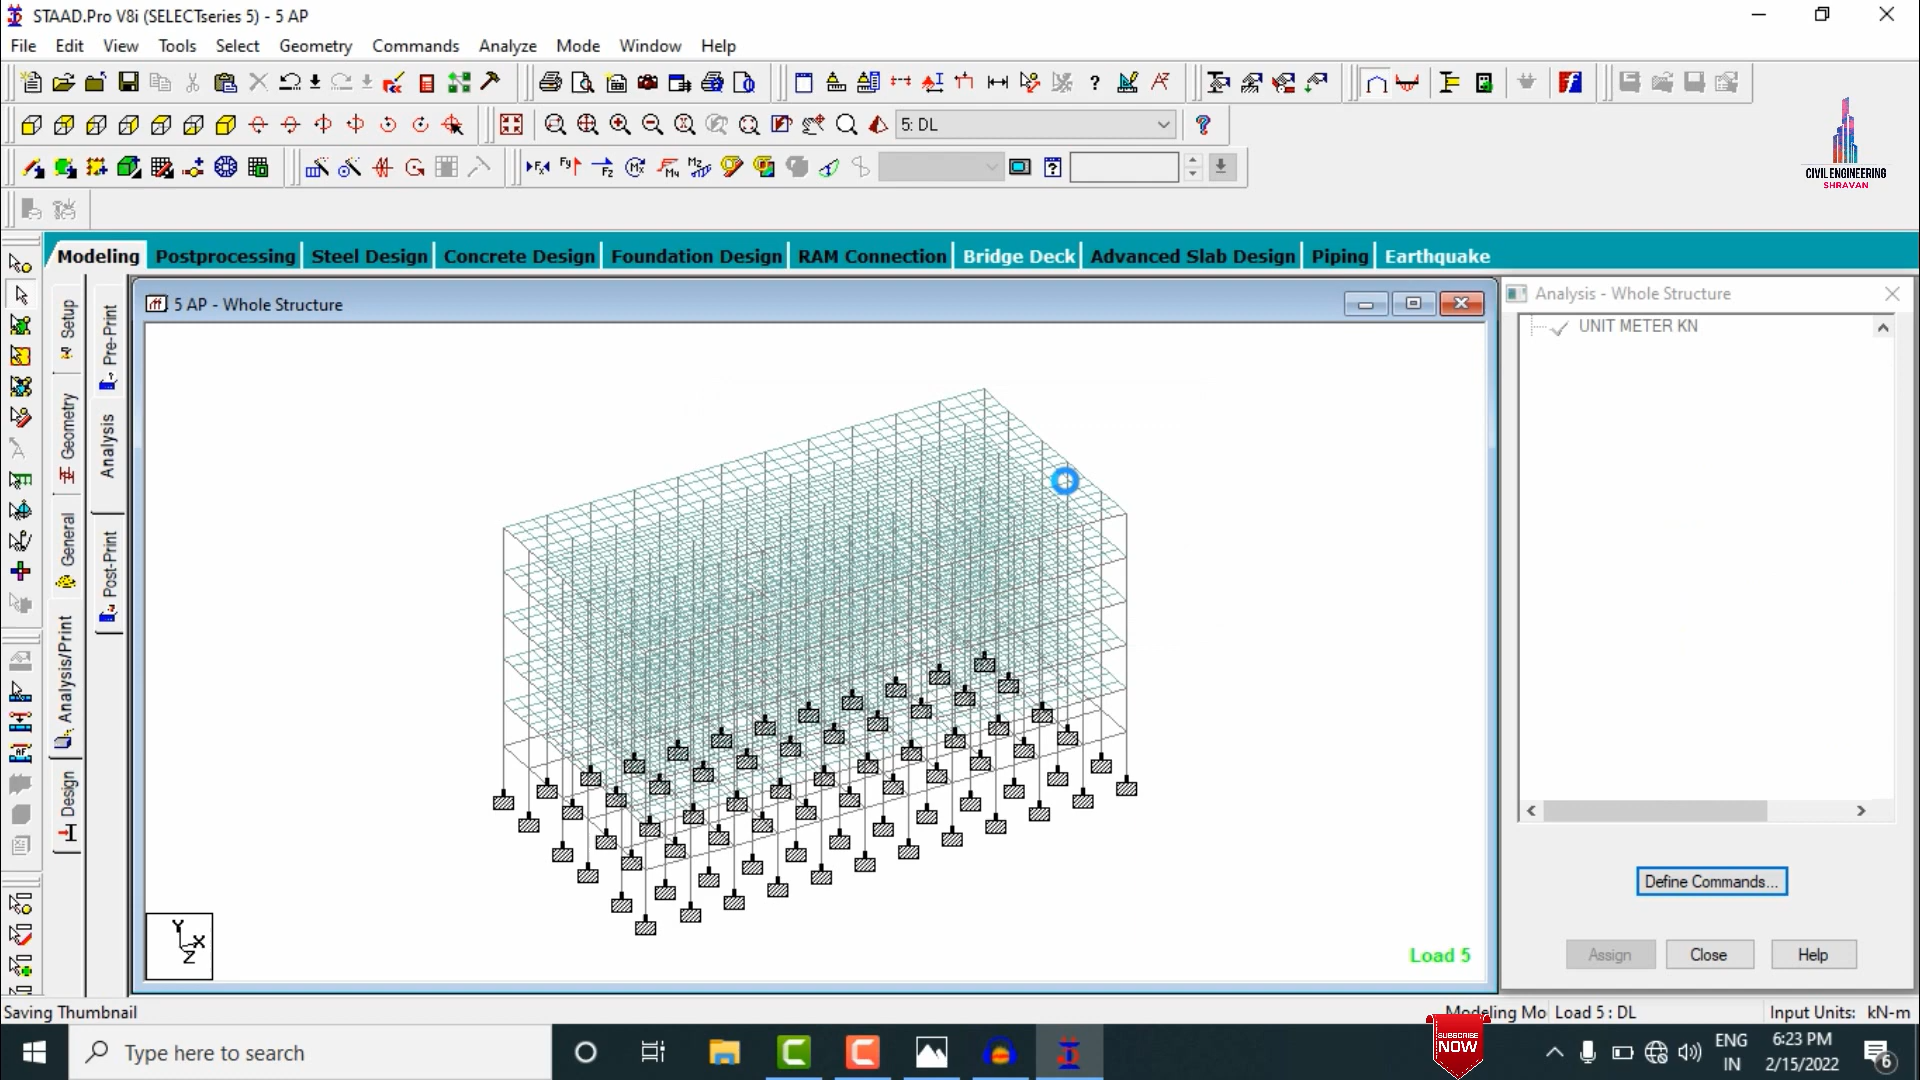 STAAD.Pro V8i (SELECTseries 5) - 5 AP
File Edit View Tools Select Geometry Commands Analyze Mode Window Help
5: DL
CIVIL ENGINEERING
SHRAVAN
Modeling Postprocessing Steel Design Concrete Design Foundation Design RAM Connection Bridge Deck Advanced Slab Design Piping Earthquake
5 AP - Whole Structure
Analysis - Whole Structure
UNIT METER KN
Setup
Geometry
General
Analysis/Print
Design
Pre-Print
Analysis
Post-Print
Define Commands...
Assign Close Help
Y
X
Z
Load 5
Saving Thumbnail
Modeling Mo Load 5 : DL Input Units: kN-m
SUBSCRIBE
NOW
Type here to search
ENG
IN
6:23 PM
2/15/2022
6